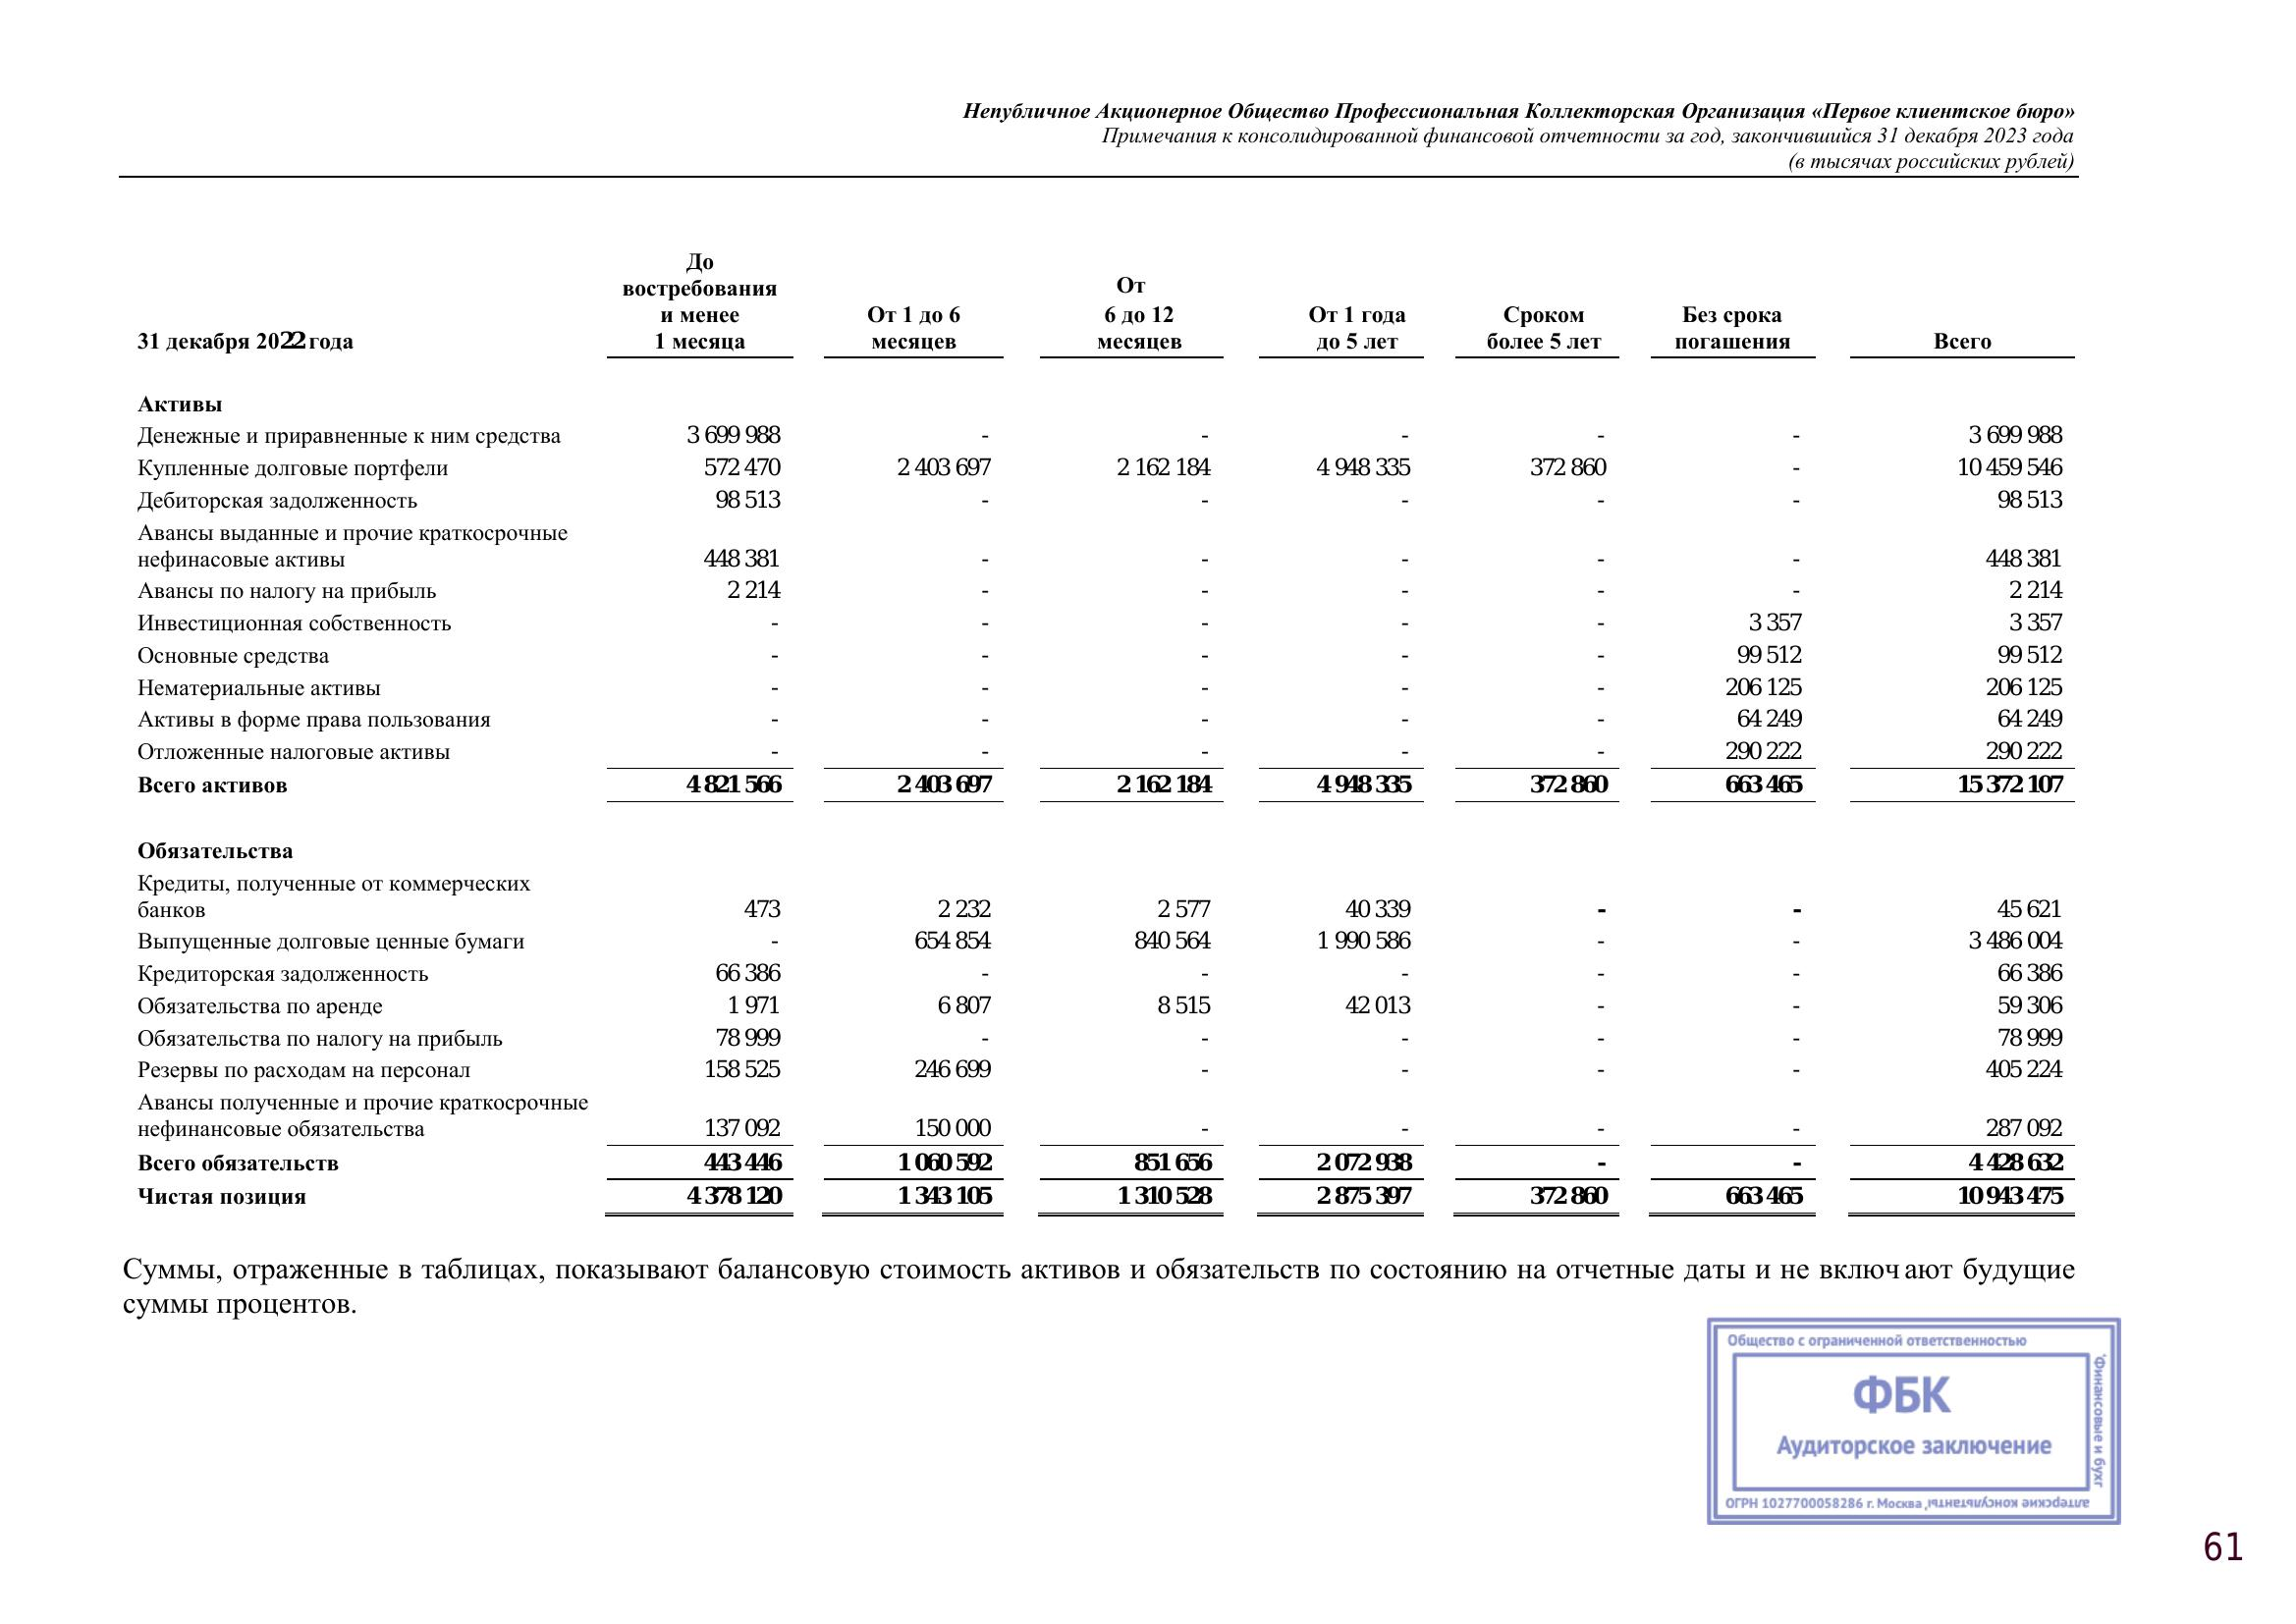 Непубличное Акционерное Общество Профессиональная Коллекторская Организация «Первое клиентское бюро»
Примечания к консолидированной финансовой отчетности за год, закончившийся 31 декабря 2023 года
(в тысячах российских рублей)
31 декабря 2022 года До востребования и менее 1 месяца От 1 до 6 месяцев От 6 до 12 месяцев От 1 года до 5 лет Сроком более 5 лет Без срока погашения Всего
Активы
Денежные и приравненные к ним средства 3 699 988 - - - - - 3 699 988
Купленные долговые портфели 572 470 2 403 697 2 162 184 4 948 335 372 860 - 10 459 546
Дебиторская задолженность 98 513 - - - - - 98 513
Авансы выданные и прочие краткосрочные
нефинасовые активы 448 381 - - - - - 448 381
Авансы по налогу на прибыль 2 214 - - - - - 2 214
Инвестиционная собственность - - - - - 3 357 3 357
Основные средства - - - - - 99 512 99 512
Нематериальные активы - - - - - 206 125 206 125
Активы в форме права пользования - - - - - 64 249 64 249
Отложенные налоговые активы - - - - - 290 222 290 222
Всего активов 4 821 566 2 403 697 2 162 184 4 948 335 372 860 663 465 15 372 107
Обязательства
Кредиты, полученные от коммерческих
банков 473 2 232 2 577 40 339 - - 45 621
Выпущенные долговые ценные бумаги - 654 854 840 564 1 990 586 - - 3 486 004
Кредиторская задолженность 66 386 - - - - - 66 386
Обязательства по аренде 1 971 6 807 8 515 42 013 - - 59 306
Обязательства по налогу на прибыль 78 999 - - - - - 78 999
Резервы по расходам на персонал 158 525 246 699 - - - - 405 224
Авансы полученные и прочие краткосрочные
нефинансовые обязательства 137 092 150 000 - - - - 287 092
Всего обязательств 443 446 1 060 592 851 656 2 072 938 - - 4 428 632
Чистая позиция 4 378 120 1 343 105 1 310 528 2 875 397 372 860 663 465 10 943 475
Суммы, отраженные в таблицах, показывают балансовую стоимость активов и обязательств по состоянию на отчетные даты и не включают будущие
суммы процентов.
Общество с ограниченной ответственностью
"Финансовые и бухг
алтерские консультанты"
ФБК
Аудиторское заключение
ОГРН 1027700058286 г. Москва
61